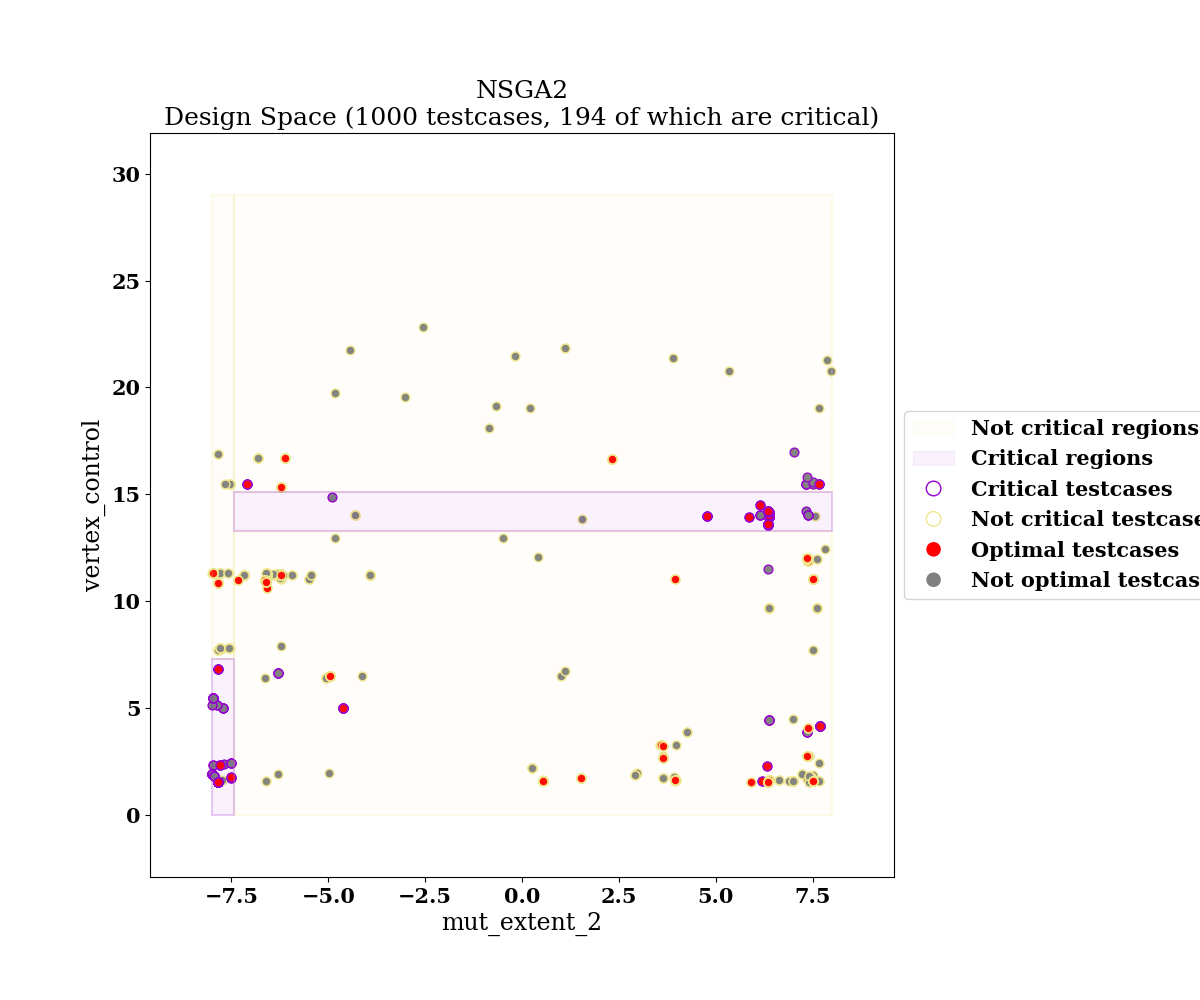 NSGA2
Design Space (1000 testcases, 194 of which are critical)
30
25
20
15
10
5
0
vertex_control
−7.5 −5.0 −2.5 0.0 2.5 5.0 7.5
mut_extent_2
Not critical regions
Critical regions
Critical testcases
Not critical testcase
Optimal testcases
Not optimal testcas